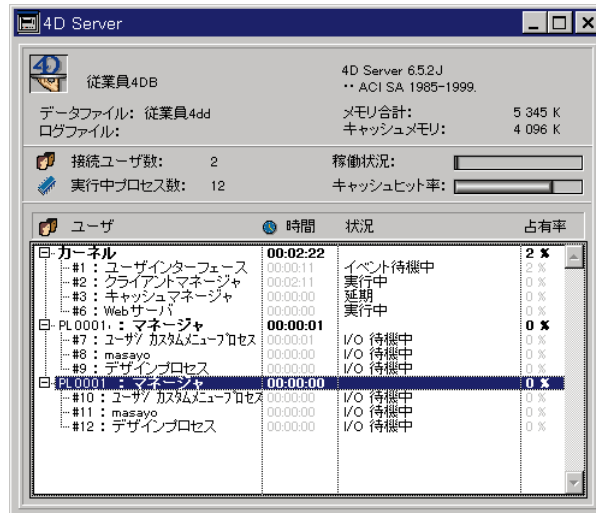 4D Server
従業員4DB
4D Server 6.5.2J
·· ACI SA 1985-1999.
データファイル: 従業員4dd
メモリ合計: 5 345 K
ログファイル:
キャッシュメモリ: 4 096 K
接続ユーザ数: 2
稼働状況:
実行中プロセス数: 12
キャッシュヒット率:
ユーザ 時間 状況 占有率
カーネル 00:02:22 2 %
#1 : ユーザインターフェース 00:00:11 イベント待機中 2 %
#2 : クライアントマネージャ 00:02:11 実行中 0 %
#3 : キャッシュマネージャ 00:00:00 延期 0 %
#6 : Webサーバ 00:00:00 実行中 0 %
PL0001. : マネージャ 00:00:01 0 %
#7 : ユーザ/ カスタムメニュープロセス 00:00:01 I/O 待機中 0 %
#8 : masayo 00:00:00 I/O 待機中 0 %
#9 : デザインプロセス 00:00:00 I/O 待機中 0 %
PL0001 : マネージャ 00:00:00 0 %
#10 : ユーザ/ カスタムメニュープロセス 00:00:00 I/O 待機中 0 %
#11 : masayo 00:00:00 I/O 待機中 0 %
#12 : デザインプロセス 00:00:00 I/O 待機中 0 %